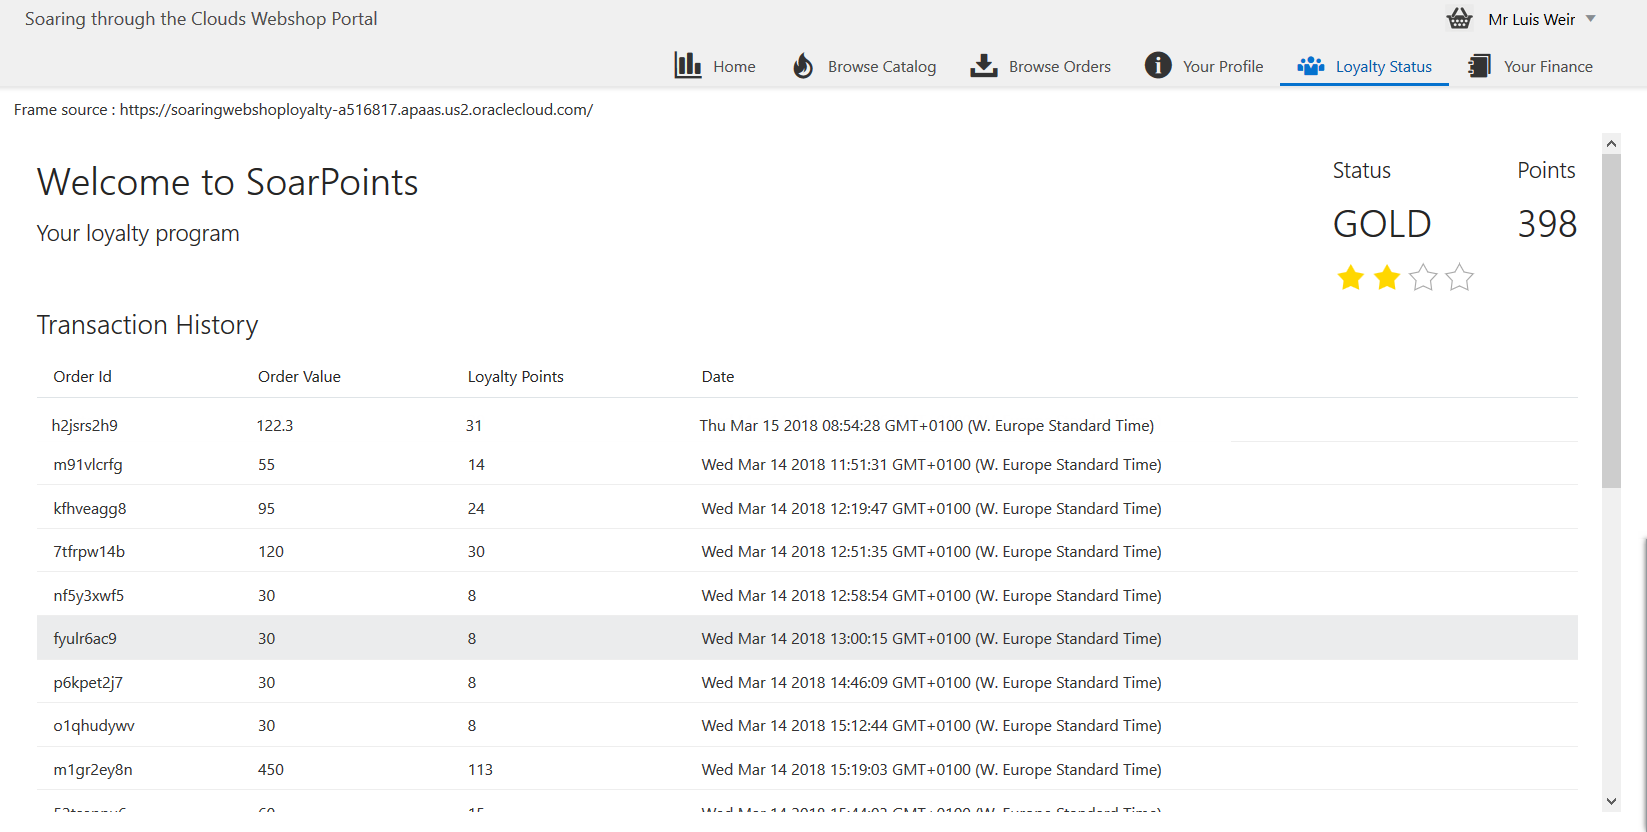 Soaring through the Clouds Webshop Portal
Mr Luis Weir
Home Browse Catalog Browse Orders Your Profile Loyalty Status Your Finance
Frame source : https://soaringwebshoployalty-a516817.apaas.us2.oraclecloud.com/
Welcome to SoarPoints
Your loyalty program
Status Points
GOLD 398
Transaction History
Order Id Order Value Loyalty Points Date
h2jsrs2h9 122.3 31 Thu Mar 15 2018 08:54:28 GMT+0100 (W. Europe Standard Time)
m91vlcrfg 55 14 Wed Mar 14 2018 11:51:31 GMT+0100 (W. Europe Standard Time)
kfhveagg8 95 24 Wed Mar 14 2018 12:19:47 GMT+0100 (W. Europe Standard Time)
7tfrpw14b 120 30 Wed Mar 14 2018 12:51:35 GMT+0100 (W. Europe Standard Time)
nf5y3xwf5 30 8 Wed Mar 14 2018 12:58:54 GMT+0100 (W. Europe Standard Time)
fyulr6ac9 30 8 Wed Mar 14 2018 13:00:15 GMT+0100 (W. Europe Standard Time)
p6kpet2j7 30 8 Wed Mar 14 2018 14:46:09 GMT+0100 (W. Europe Standard Time)
o1qhudywv 30 8 Wed Mar 14 2018 15:12:44 GMT+0100 (W. Europe Standard Time)
m1gr2ey8n 450 113 Wed Mar 14 2018 15:19:03 GMT+0100 (W. Europe Standard Time)